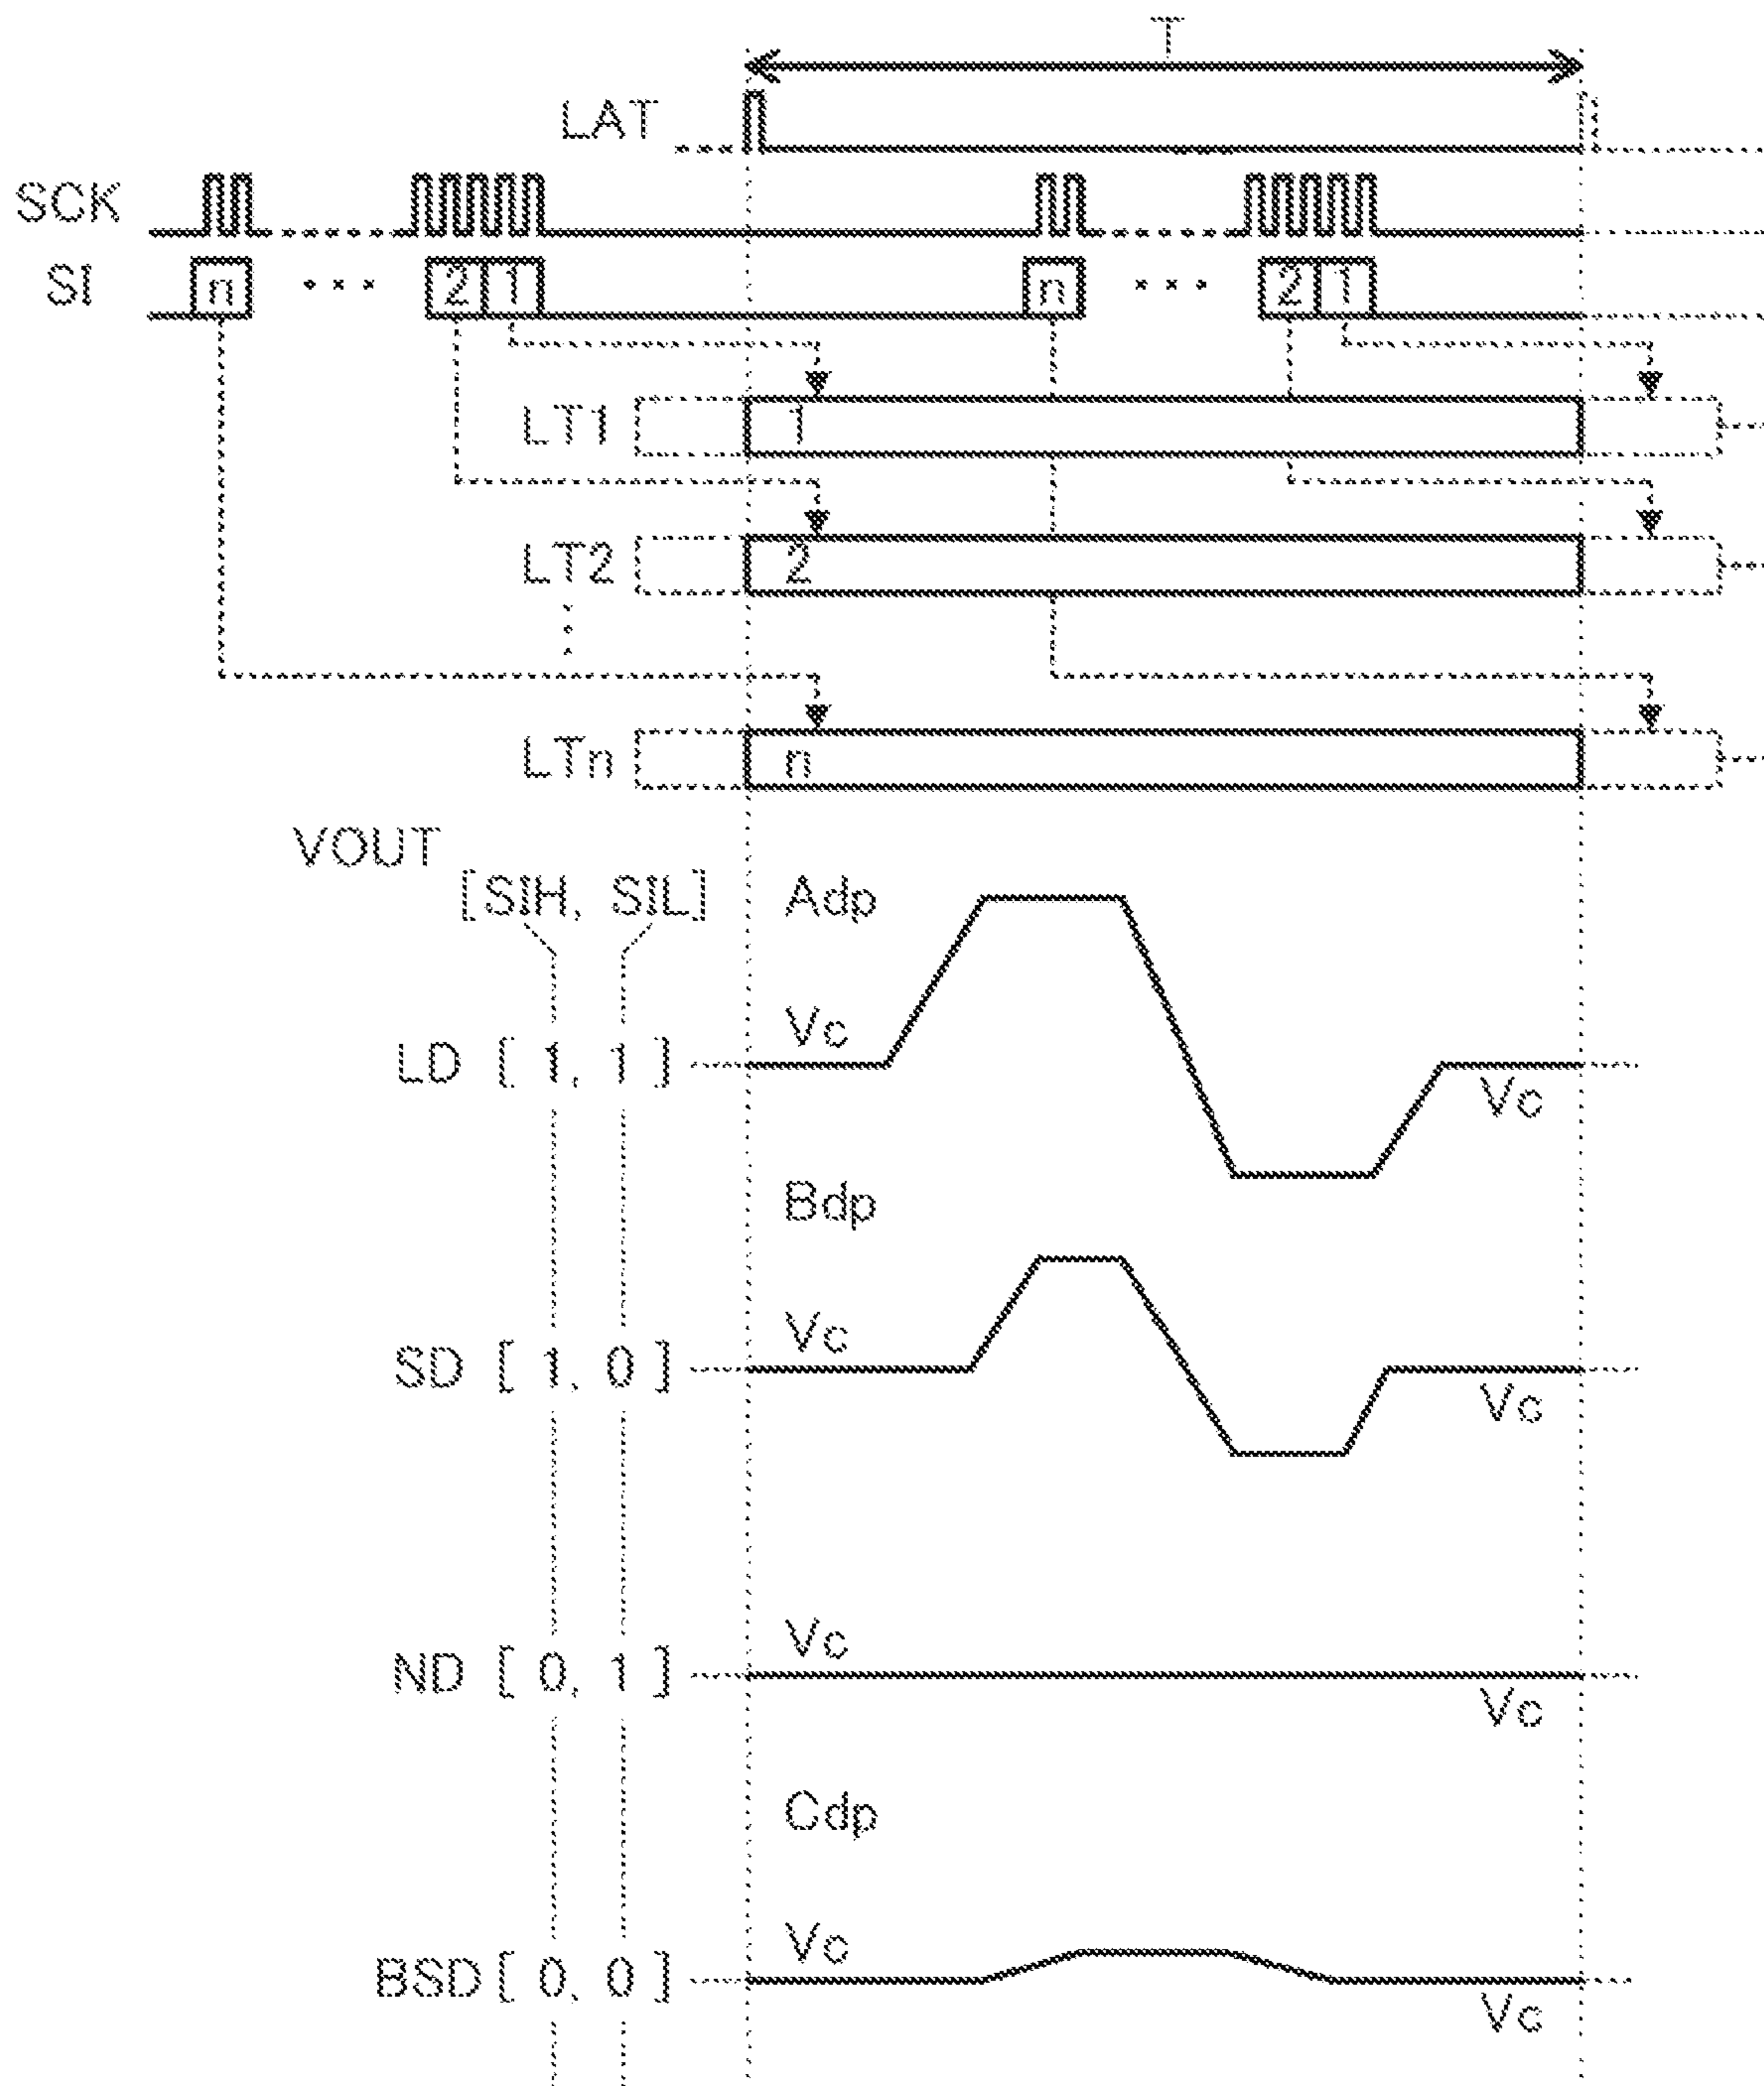 T
LAT
SCK
SI
n ... 2 1 n ... 2 1
LT1 1
LT2 2
⋮
LTn n
VOUT
[SIH, SIL]
Adp
Vc
LD [ 1, 1 ]
Vc
Bdp
Vc
SD [ 1, 0 ]
Vc
Vc
ND [ 0, 1 ]
Vc
Cdp
Vc
BSD [ 0, 0 ]
Vc